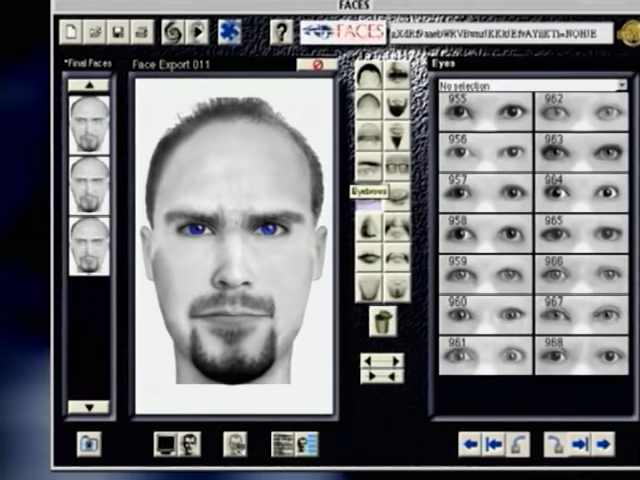 FACES
FACES
*Final Faces
Face Export 011
Eyes
No selection
955 962
956 963
957 964
Eyebrows
958 965
959 966
960 967
961 968